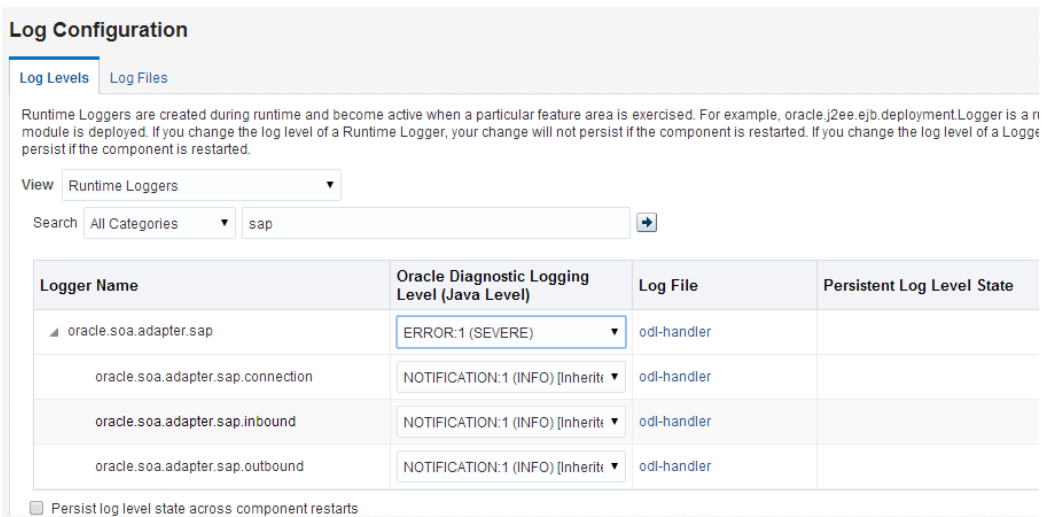 Log Configuration
Log Levels Log Files
Runtime Loggers are created during runtime and become active when a particular feature area is exercised. For example, oracle.j2ee.ejb.deployment.Logger is a
module is deployed. If you change the log level of a Runtime Logger, your change will not persist if the component is restarted. If you change the log level of a
persist if the component is restarted.
View Runtime Loggers
Search All Categories sap
Logger Name Oracle Diagnostic Logging Level (Java Level) Log File Persistent Log Level State
oracle.soa.adapter.sap ERROR:1 (SEVERE) odl-handler
oracle.soa.adapter.sap.connection NOTIFICATION:1 (INFO) [Inherite odl-handler
oracle.soa.adapter.sap.inbound NOTIFICATION:1 (INFO) [Inherite odl-handler
oracle.soa.adapter.sap.outbound NOTIFICATION:1 (INFO) [Inherite odl-handler
Persist log level state across component restarts